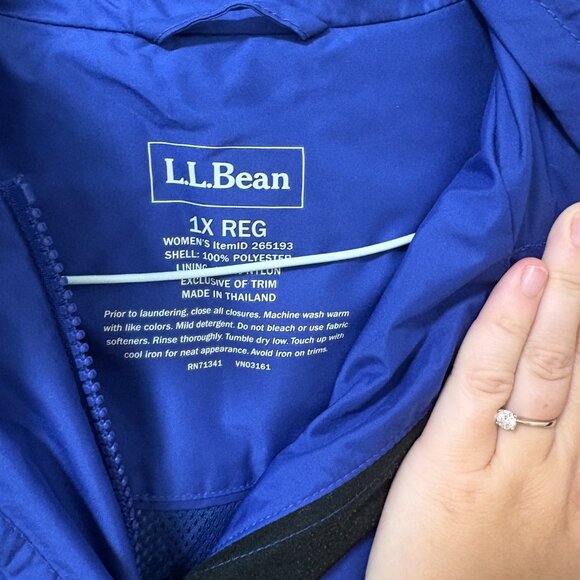 L.L.Bean
1X REG
WOMEN'S ItemID 265193
SHELL: 100% POLYESTER
LINING NYLON
EXCLUSIVE OF TRIM
MADE IN THAILAND
Prior to laundering, close all closures. Machine wash warm
with like colors. Mild detergent. Do not bleach or use fabric
softeners. Rinse thoroughly. Tumble dry low. Touch up with
cool iron for neat appearance. Avoid iron on trims.
RN71341 VN03161